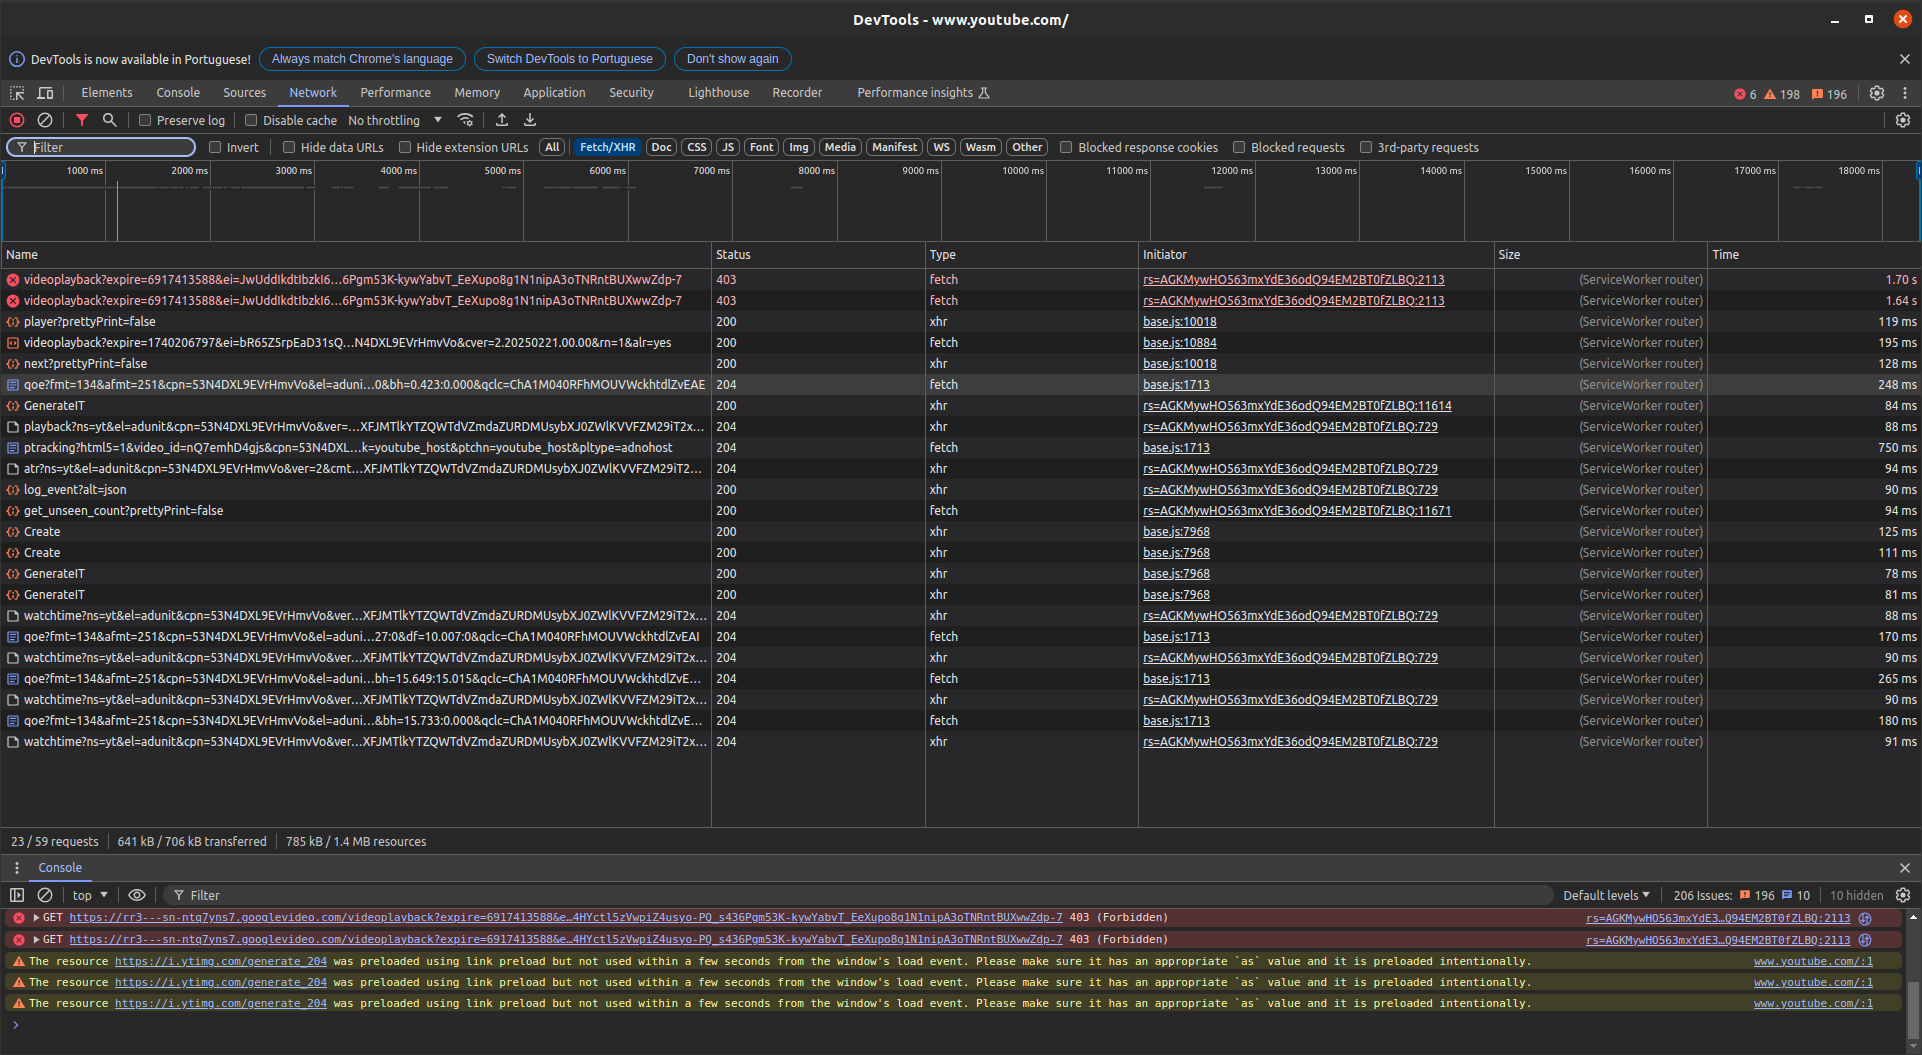 DevTools - www.youtube.com/
DevTools is now available in Portuguese! Always match Chrome's language Switch DevTools to Portuguese Don't show again
Elements Console Sources Network Performance Memory Application Security Lighthouse Recorder Performance insights 6 198 196
Preserve log Disable cache No throttling
Filter Invert Hide data URLs Hide extension URLs All Fetch/XHR Doc CSS JS Font Img Media Manifest WS Wasm Other Blocked response cookies Blocked requests 3rd-party requests
1000 ms 2000 ms 3000 ms 4000 ms 5000 ms 6000 ms 7000 ms 8000 ms 9000 ms 10000 ms 11000 ms 12000 ms 13000 ms 14000 ms 15000 ms 16000 ms 17000 ms 18000 ms
Name Status Type Initiator Size Time
videoplayback?expire=6917413588&ei=JwUddIkdtIbzkI6…6Pgm53K-kywYabvT_EeXupo8g1N1nipA3oTNRntBUXwwZdp-7 403 fetch rs=AGKMywHO563mxYdE36odQ94EM2BT0fZLBQ:2113 (ServiceWorker router) 1.70 s
videoplayback?expire=6917413588&ei=JwUddIkdtIbzkI6…6Pgm53K-kywYabvT_EeXupo8g1N1nipA3oTNRntBUXwwZdp-7 403 fetch rs=AGKMywHO563mxYdE36odQ94EM2BT0fZLBQ:2113 (ServiceWorker router) 1.64 s
player?prettyPrint=false 200 xhr base.js:10018 (ServiceWorker router) 119 ms
videoplayback?expire=1740206797&ei=bR65Z5rpEaD31sQ…N4DXL9EVrHmvVo&cver=2.20250221.00.00&rn=1&alr=yes 200 fetch base.js:10884 (ServiceWorker router) 195 ms
next?prettyPrint=false 200 xhr base.js:10018 (ServiceWorker router) 128 ms
qoe?fmt=134&afmt=251&cpn=53N4DXL9EVrHmvVo&el=aduni…0&bh=0.423:0.000&qclc=ChA1M040RFhMOUVWckhtdlZvEAE 204 fetch base.js:1713 (ServiceWorker router) 248 ms
GenerateIT 200 xhr rs=AGKMywHO563mxYdE36odQ94EM2BT0fZLBQ:11614 (ServiceWorker router) 84 ms
playback?ns=yt&el=adunit&cpn=53N4DXL9EVrHmvVo&ver=…XFJMTlkYTZQWTdVZmdaZURDMUsybXJ0ZWlKVVFZM29iT2x… 204 xhr rs=AGKMywHO563mxYdE36odQ94EM2BT0fZLBQ:729 (ServiceWorker router) 88 ms
ptracking?html5=1&video_id=nQ7emhD4gjs&cpn=53N4DXL…k=youtube_host&ptchn=youtube_host&pltype=adnohost 204 fetch base.js:1713 (ServiceWorker router) 750 ms
atr?ns=yt&el=adunit&cpn=53N4DXL9EVrHmvVo&ver=2&cmt…XFJMTlkYTZQWTdVZmdaZURDMUsybXJ0ZWlKVVFZM29iT2… 204 xhr rs=AGKMywHO563mxYdE36odQ94EM2BT0fZLBQ:729 (ServiceWorker router) 94 ms
log_event?alt=json 200 xhr rs=AGKMywHO563mxYdE36odQ94EM2BT0fZLBQ:729 (ServiceWorker router) 90 ms
get_unseen_count?prettyPrint=false 200 fetch rs=AGKMywHO563mxYdE36odQ94EM2BT0fZLBQ:11671 (ServiceWorker router) 94 ms
Create 200 xhr base.js:7968 (ServiceWorker router) 125 ms
Create 200 xhr base.js:7968 (ServiceWorker router) 111 ms
GenerateIT 200 xhr base.js:7968 (ServiceWorker router) 78 ms
GenerateIT 200 xhr base.js:7968 (ServiceWorker router) 81 ms
watchtime?ns=yt&el=adunit&cpn=53N4DXL9EVrHmvVo&ver…XFJMTlkYTZQWTdVZmdaZURDMUsybXJ0ZWlKVVFZM29iT2x… 204 xhr rs=AGKMywHO563mxYdE36odQ94EM2BT0fZLBQ:729 (ServiceWorker router) 88 ms
qoe?fmt=134&afmt=251&cpn=53N4DXL9EVrHmvVo&el=aduni…27:0&df=10.007:0&qclc=ChA1M040RFhMOUVWckhtdlZvEAI 204 fetch base.js:1713 (ServiceWorker router) 170 ms
watchtime?ns=yt&el=adunit&cpn=53N4DXL9EVrHmvVo&ver…XFJMTlkYTZQWTdVZmdaZURDMUsybXJ0ZWlKVVFZM29iT2x… 204 xhr rs=AGKMywHO563mxYdE36odQ94EM2BT0fZLBQ:729 (ServiceWorker router) 90 ms
qoe?fmt=134&afmt=251&cpn=53N4DXL9EVrHmvVo&el=aduni…bh=15.649:15.015&qclc=ChA1M040RFhMOUVWckhtdlZvE… 204 fetch base.js:1713 (ServiceWorker router) 265 ms
watchtime?ns=yt&el=adunit&cpn=53N4DXL9EVrHmvVo&ver…XFJMTlkYTZQWTdVZmdaZURDMUsybXJ0ZWlKVVFZM29iT2x… 204 xhr rs=AGKMywHO563mxYdE36odQ94EM2BT0fZLBQ:729 (ServiceWorker router) 90 ms
qoe?fmt=134&afmt=251&cpn=53N4DXL9EVrHmvVo&el=aduni…&bh=15.733:0.000&qclc=ChA1M040RFhMOUVWckhtdlZvE… 204 fetch base.js:1713 (ServiceWorker router) 180 ms
watchtime?ns=yt&el=adunit&cpn=53N4DXL9EVrHmvVo&ver…XFJMTlkYTZQWTdVZmdaZURDMUsybXJ0ZWlKVVFZM29iT2x… 204 xhr rs=AGKMywHO563mxYdE36odQ94EM2BT0fZLBQ:729 (ServiceWorker router) 91 ms
23 / 59 requests 641 kB / 706 kB transferred 785 kB / 1.4 MB resources
Console
top Filter Default levels 206 Issues: 196 10 10 hidden
GET https://rr3---sn-ntq7yns7.googlevideo.com/videoplayback?expire=6917413588&e…4HYctl5zVwpiZ4usyo-PQ_s436Pgm53K-kywYabvT_EeXupo8g1N1nipA3oTNRntBUXwwZdp-7 403 (Forbidden) rs=AGKMywHO563mxYdE3…Q94EM2BT0fZLBQ:2113
GET https://rr3---sn-ntq7yns7.googlevideo.com/videoplayback?expire=6917413588&e…4HYctl5zVwpiZ4usyo-PQ_s436Pgm53K-kywYabvT_EeXupo8g1N1nipA3oTNRntBUXwwZdp-7 403 (Forbidden) rs=AGKMywHO563mxYdE3…Q94EM2BT0fZLBQ:2113
The resource https://i.ytimg.com/generate_204 was preloaded using link preload but not used within a few seconds from the window's load event. Please make sure it has an appropriate `as` value and it is preloaded intentionally. www.youtube.com/:1
The resource https://i.ytimg.com/generate_204 was preloaded using link preload but not used within a few seconds from the window's load event. Please make sure it has an appropriate `as` value and it is preloaded intentionally. www.youtube.com/:1
The resource https://i.ytimg.com/generate_204 was preloaded using link preload but not used within a few seconds from the window's load event. Please make sure it has an appropriate `as` value and it is preloaded intentionally. www.youtube.com/:1